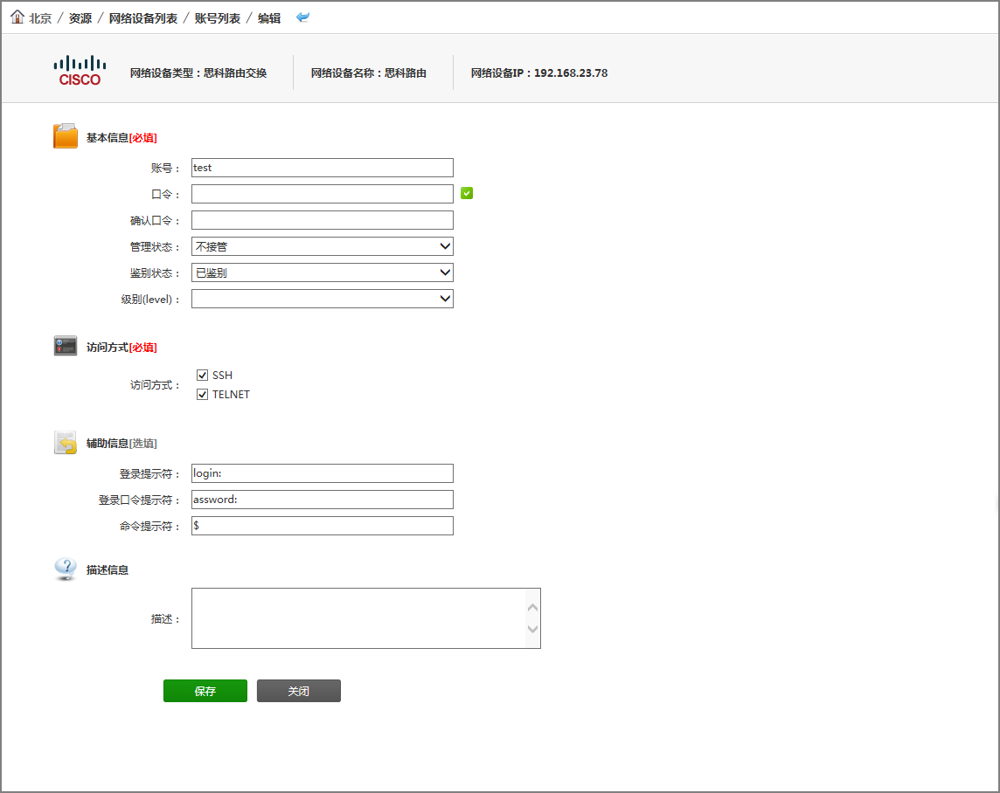 北京 / 资源 / 网络设备列表 / 账号列表 / 编辑
CISCO 网络设备类型：思科路由交换 网络设备名称：思科路由 网络设备IP：192.168.23.78
基本信息[必填]
账号： test
口令：
确认口令：
管理状态： 不接管
鉴别状态： 已鉴别
级别(level)：
访问方式[必填]
访问方式：
SSH
TELNET
辅助信息[选填]
登录提示符： login:
登录口令提示符： assword:
命令提示符： $
描述信息
描述：
保存 关闭